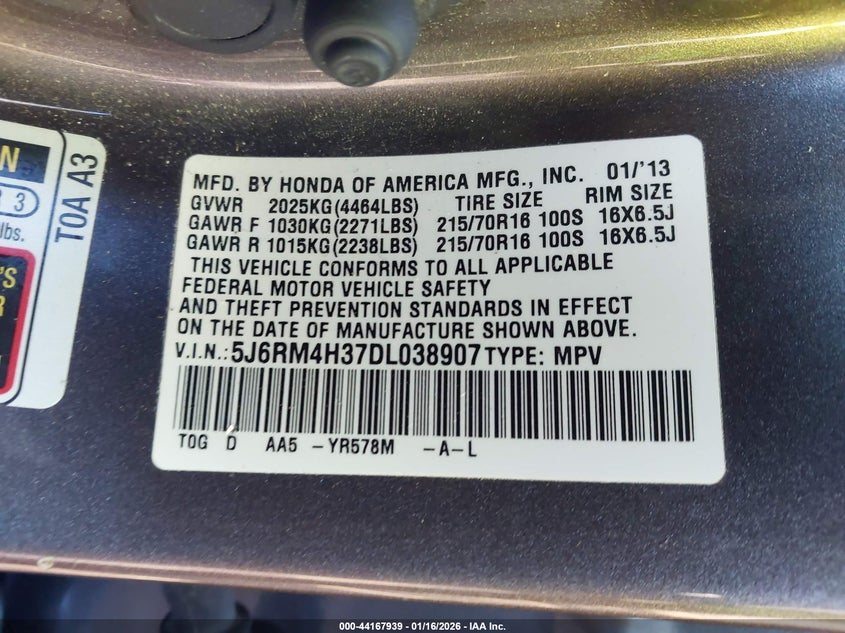 N
R 3
lbs.
'S
R
N
TOA A3
MFD. BY HONDA OF AMERICA MFG., INC. 01/'13
GVWR 2025KG(4464LBS) TIRE SIZE RIM SIZE
GAWR F 1030KG(2271LBS) 215/70R16 100S 16X6.5J
GAWR R 1015KG(2238LBS) 215/70R16 100S 16X6.5J
THIS VEHICLE CONFORMS TO ALL APPLICABLE
FEDERAL MOTOR VEHICLE SAFETY
AND THEFT PREVENTION STANDARDS IN EFFECT
ON THE DATE OF MANUFACTURE SHOWN ABOVE.
V.I.N.: 5J6RM4H37DL038907 TYPE: MPV
TOG D AA5 -YR578M -A-L
000-44167939 - 01/16/2026 - IAA Inc.